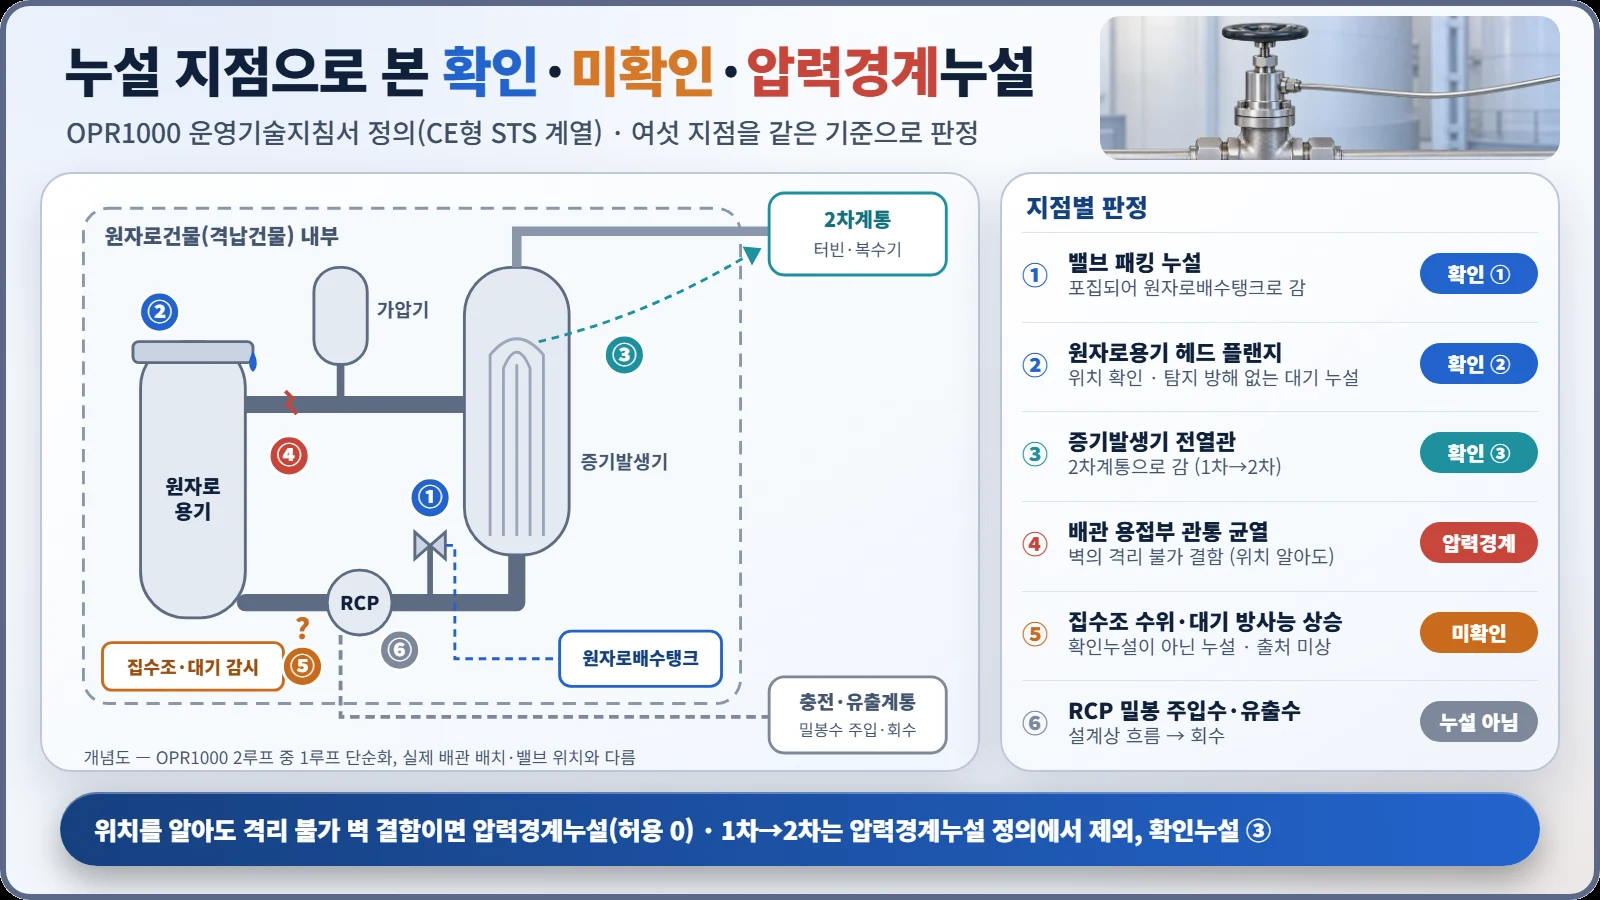 누설 지점으로 본 확인·미확인·압력경계누설
OPR1000 운영기술지침서 정의(CE형 STS 계열) · 여섯 지점을 같은 기준으로 판정
원자로건물(격납건물) 내부
2차계통
터빈·복수기
②
가압기
③
④
증기발생기
원자로
용기
①
RCP
?
집수조·대기 감시
⑤
⑥
원자로배수탱크
충전·유출계통
밀봉수 주입·회수
개념도 — OPR1000 2루프 중 1루프 단순화, 실제 배관 배치·밸브 위치와 다름
지점별 판정
① 밸브 패킹 누설 확인 ①
포집되어 원자로배수탱크로 감
② 원자로용기 헤드 플랜지 확인 ②
위치 확인 · 탐지 방해 없는 대기 누설
③ 증기발생기 전열관 확인 ③
2차계통으로 감 (1차→2차)
④ 배관 용접부 관통 균열 압력경계
벽의 격리 불가 결함 (위치 알아도)
⑤ 집수조 수위·대기 방사능 상승 미확인
확인누설이 아닌 누설 · 출처 미상
⑥ RCP 밀봉 주입수·유출수 누설 아님
설계상 흐름 → 회수
위치를 알아도 격리 불가 벽 결함이면 압력경계누설(허용 0) · 1차→2차는 압력경계누설 정의에서 제외, 확인누설 ③